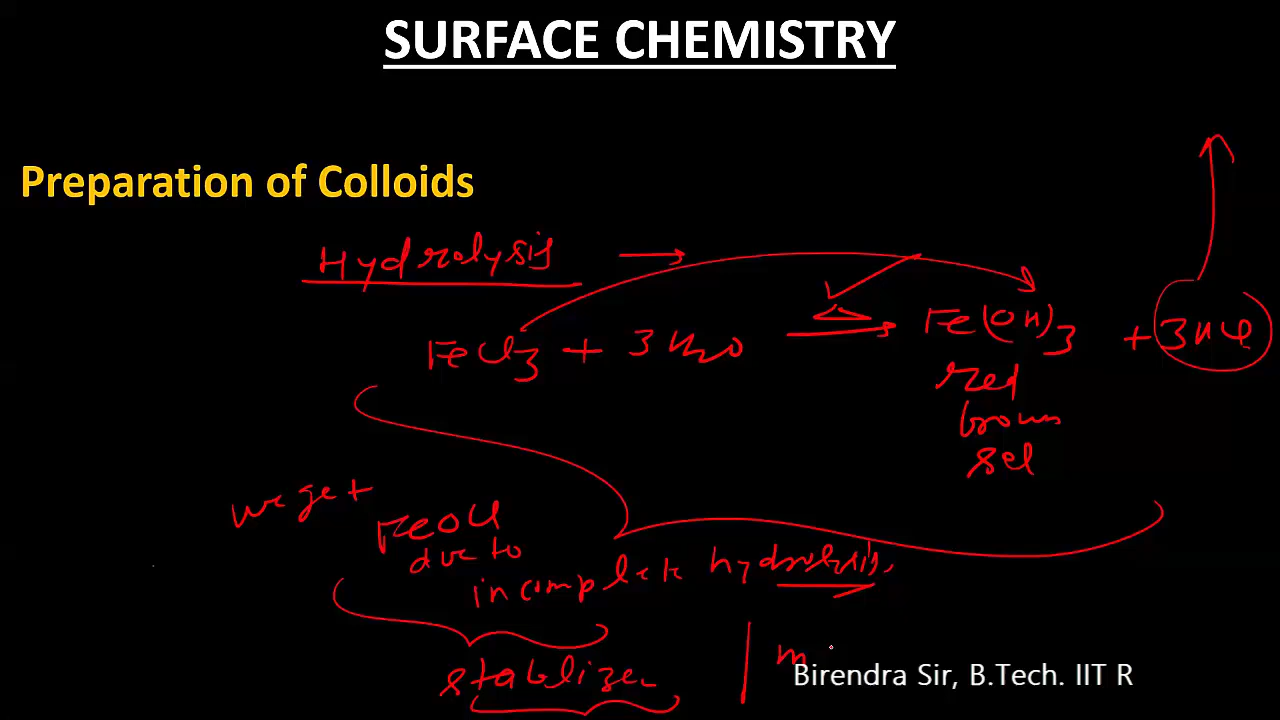 SURFACE CHEMISTRY
Preparation of Colloids
Hydrolysis →
FeCl3 + 3H2O →Δ Fe(OH)3 + 3HCl
red
brown
sol
we get FeOCl
due to
incomplete hydrolysis.
stablizer | m
Birendra Sir, B.Tech. IIT R